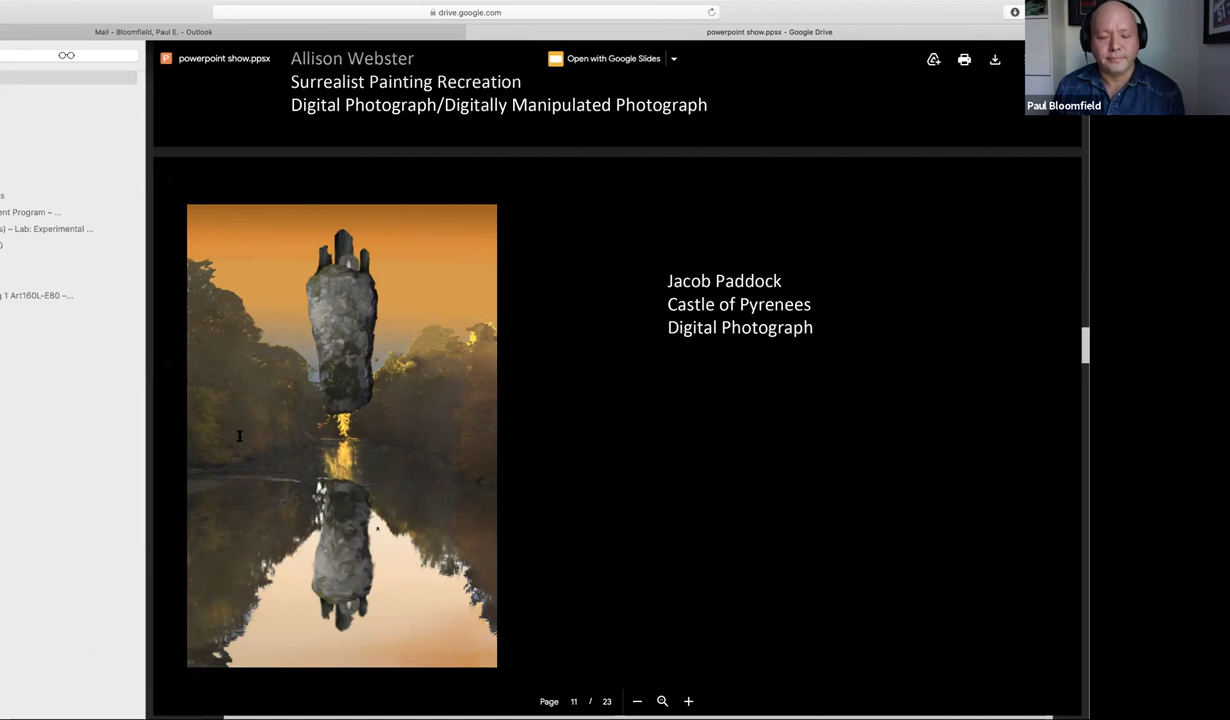 drive.google.com
Mail - Bloomfield, Paul E. - Outlook
powerpoint show.ppsx - Google Drive
powerpoint show.ppsx
Open with Google Slides
Allison Webster
Surrealist Painting Recreation
Digital Photograph/Digitally Manipulated Photograph
Paul Bloomfield
s
ent Program – ...
s) – Lab: Experimental ...
g 1 Art160L-E80 –...
Jacob Paddock
Castle of Pyrenees
Digital Photograph
Page 11 / 23